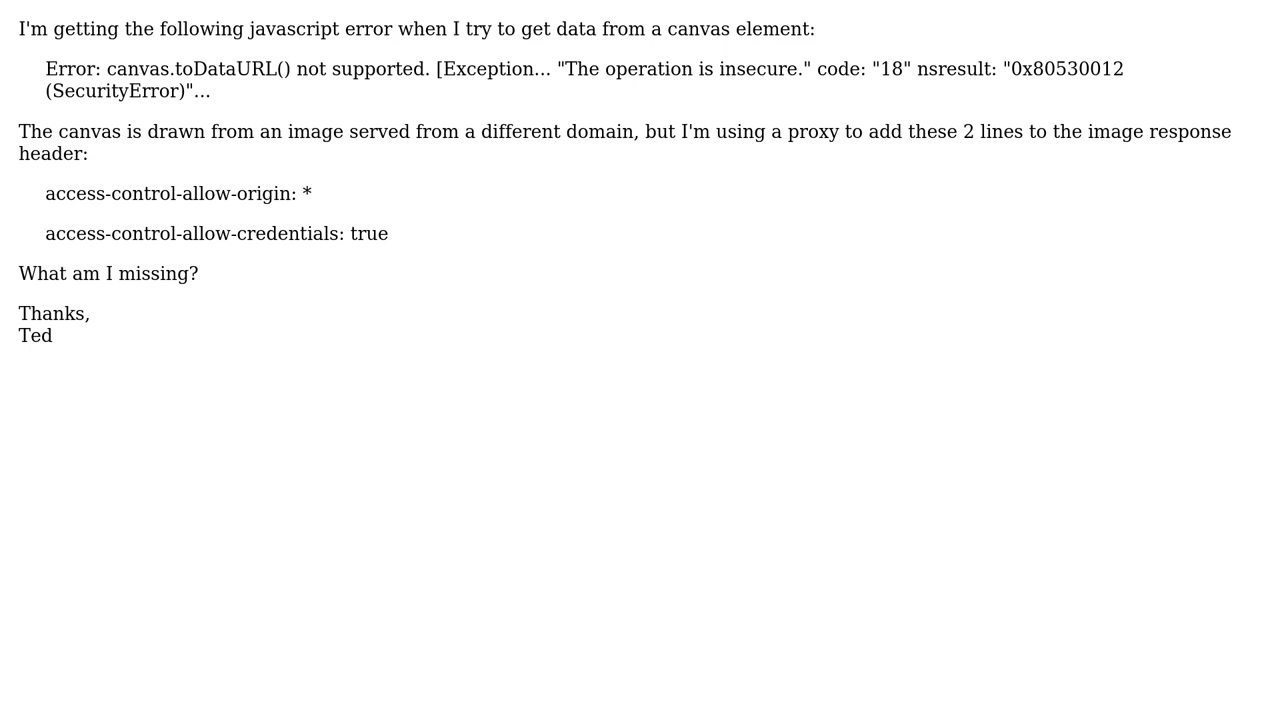 I'm getting the following javascript error when I try to get data from a canvas element:
Error: canvas.toDataURL() not supported. [Exception... "The operation is insecure." code: "18" nsresult: "0x80530012
(SecurityError)"...
The canvas is drawn from an image served from a different domain, but I'm using a proxy to add these 2 lines to the image response
header:
access-control-allow-origin: *
access-control-allow-credentials: true
What am I missing?
Thanks,
Ted